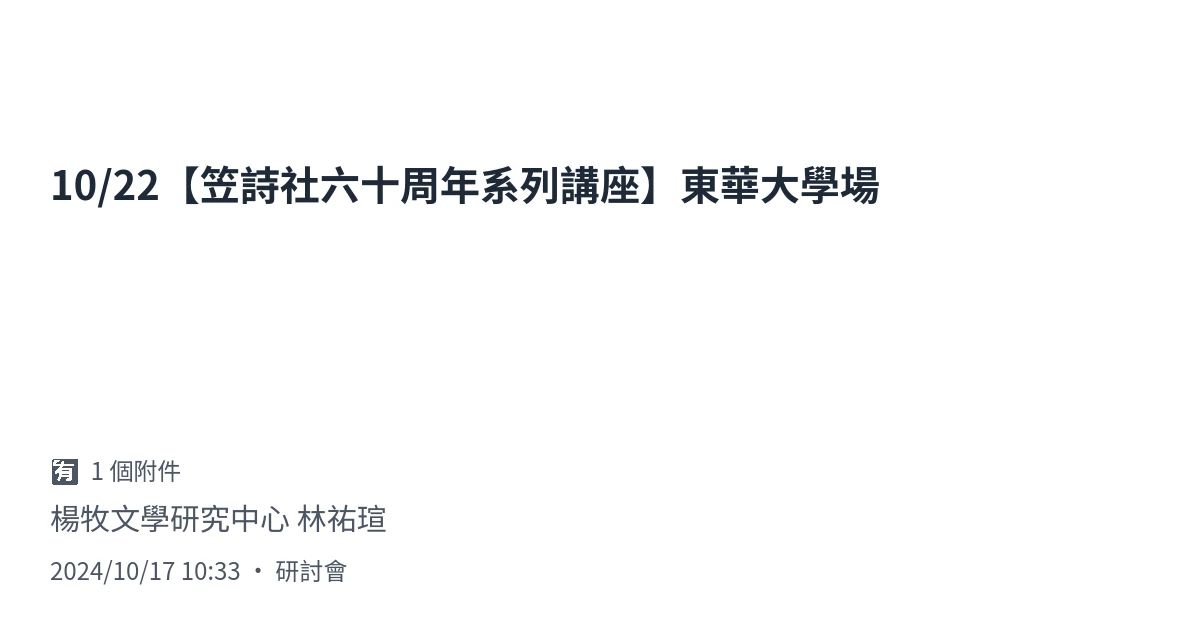 10/22【笠詩社六十周年系列講座】東華大學場
有 1 個附件
楊牧文學研究中心 林祐瑄
2024/10/17 10:33 • 研討會